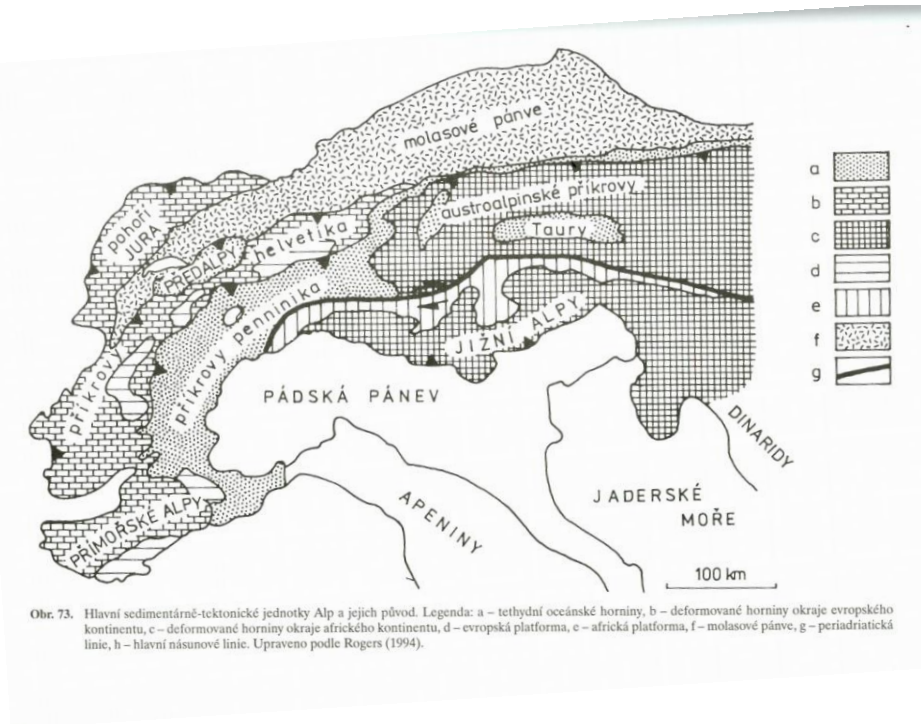 molasové pánve
austroalpinské příkrovy
Taury
pohoří
JURA
PŘEDALPY
helvetika
příkrovy penninika
příkrovy
JIŽNÍ ALPY
PÁDSKÁ PÁNEV
DINARIDY
JADERSKÉ
MOŘE
APENINY
PŘÍMOŘSKÉ ALPY
100 km
a
b
c
d
e
f
g
Obr. 73. Hlavní sedimentárně-tektonické jednotky Alp a jejich původ. Legenda: a – tethydní oceánské horniny, b – deformované horniny okraje evropského
kontinentu, c – deformované horniny okraje afrického kontinentu, d – evropská platforma, e – africká platforma, f – molasové pánve, g – periadriatická
linie, h – hlavní násunové linie. Upraveno podle Rogers (1994).